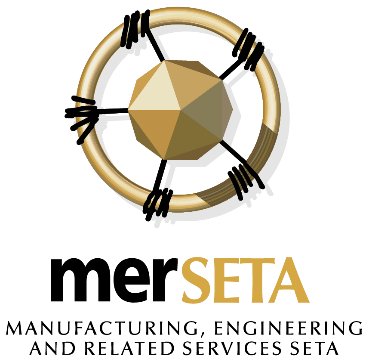 merSETA
MANUFACTURING, ENGINEERING
AND RELATED SERVICES SETA